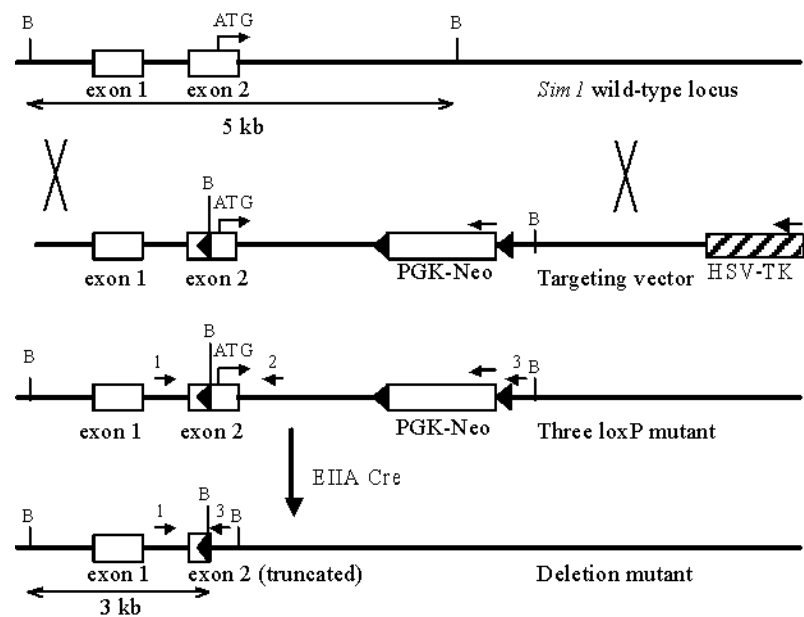 B ATG B
exon 1 exon 2 Sim 1 wild-type locus
5 kb
B ATG B
exon 1 exon 2 PGK-Neo Targeting vector HSV-TK
B 1 B ATG 2 3 B
exon 1 exon 2 PGK-Neo Three loxP mutant
EIIA Cre
B 1 B 3 B
exon 1 exon 2 (truncated) Deletion mutant
3 kb